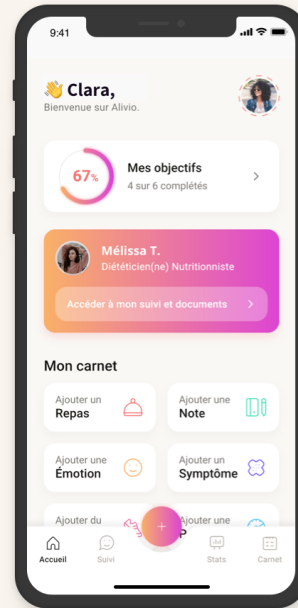 9:41
👋 Clara,
Bienvenue sur Alivio.
67%
Mes objectifs
4 sur 6 complétés
Mélissa T.
Diététicien(ne) Nutritionniste
Accéder à mon suivi et documents
Mon carnet
Ajouter un
Repas
Ajouter une
Note
Ajouter une
Émotion
Ajouter un
Symptôme
Ajouter du
Ajouter une
P
Accueil
Suivi
Stats
Carnet